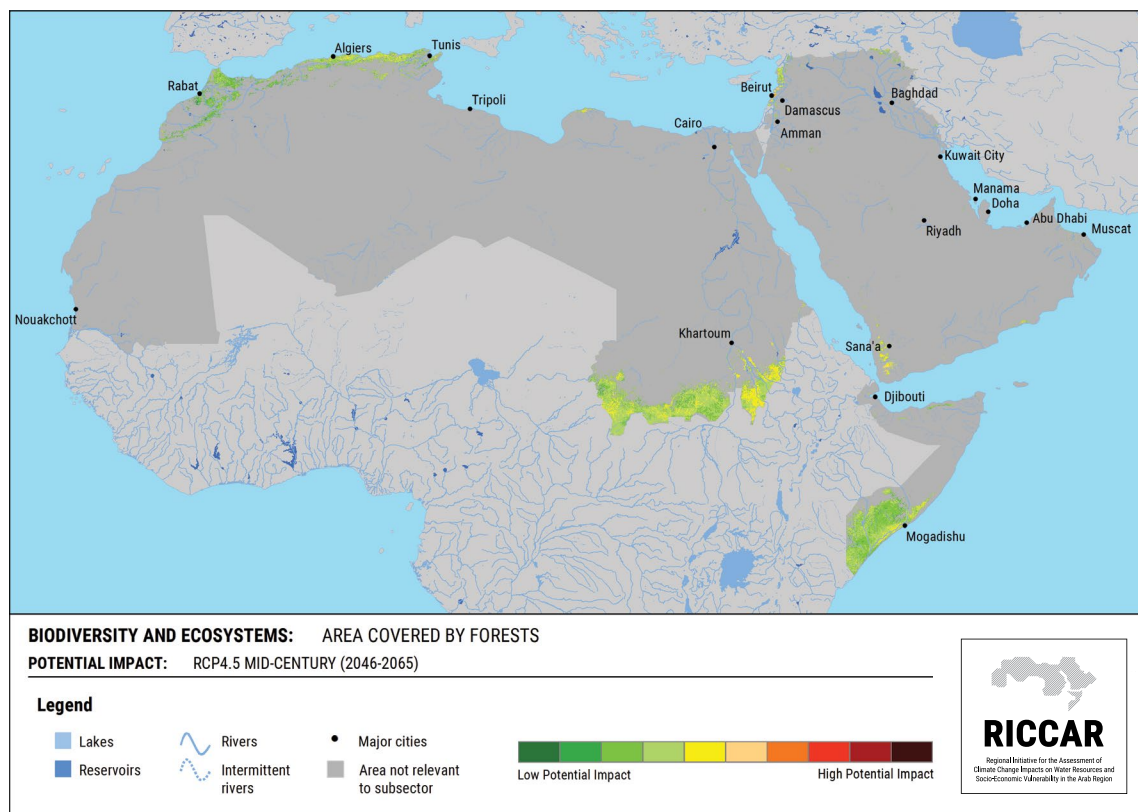 Algiers
Tunis
Rabat
Tripoli
Beirut
Damascus
Baghdad
Cairo
Amman
Kuwait City
Manama
Doha
Abu Dhabi
Riyadh
Muscat
Nouakchott
Khartoum
Sana'a
Djibouti
Mogadishu
BIODIVERSITY AND ECOSYSTEMS: AREA COVERED BY FORESTS
POTENTIAL IMPACT: RCP4.5 MID-CENTURY (2046-2065)
Legend
Lakes
Reservoirs
Rivers
Intermittent
rivers
Major cities
Area not relevant
to subsector
Low Potential Impact
High Potential Impact
RICCAR
Regional Initiative for the Assessment of
Climate Change Impacts on Water Resources and
Socio-Economic Vulnerability in the Arab Region